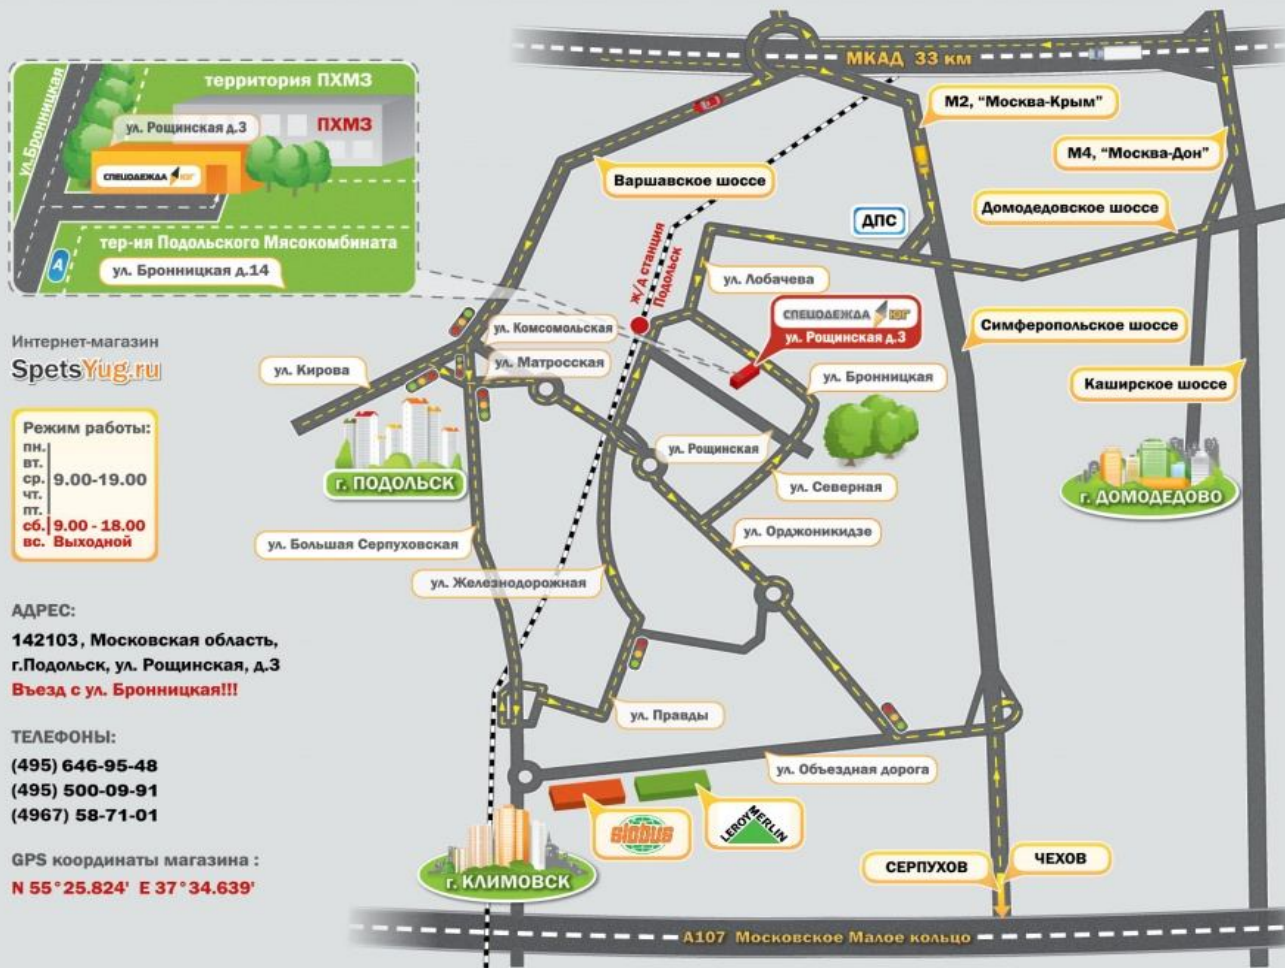 МКАД 33 км
М2, "Москва-Крым"
М4, "Москва-Дон"
Варшавское шоссе
ДПС
Домодедовское шоссе
ул. Бронницкая
территория ПХМЗ
ул. Рощинская д.3
ПХМЗ
СПЕЦОДЕЖДА ЮГ
тер-ия Подольского Мясокомбината
А
ул. Бронницкая д.14
ж/д станция
Подольск
ул. Лобачева
СПЕЦОДЕЖДА ЮГ
ул. Рощинская д.3
ул. Комсомольская
ул. Матросская
ул. Кирова
Симферопольское шоссе
Каширское шоссе
ул. Бронницкая
Интернет-магазин
SpetsYug.ru
Режим работы:
пн.
вт.
ср. 9.00-19.00
чт.
пт.
сб. 9.00 - 18.00
вс. Выходной
г. ПОДОЛЬСК
ул. Рощинская
ул. Северная
г. ДОМОДЕДОВО
ул. Большая Серпуховская
ул. Орджоникидзе
ул. Железнодорожная
АДРЕС:
142103, Московская область,
г.Подольск, ул. Рощинская, д.3
Въезд с ул. Бронницкая!!!
ул. Правды
ТЕЛЕФОНЫ:
(495) 646-95-48
(495) 500-09-91
(4967) 58-71-01
ул. Объездная дорога
globus
LEROY MERLIN
GPS координаты магазина :
N 55°25.824' E 37°34.639'
г. КЛИМОВСК
СЕРПУХОВ
ЧЕХОВ
А107 Московское Малое кольцо